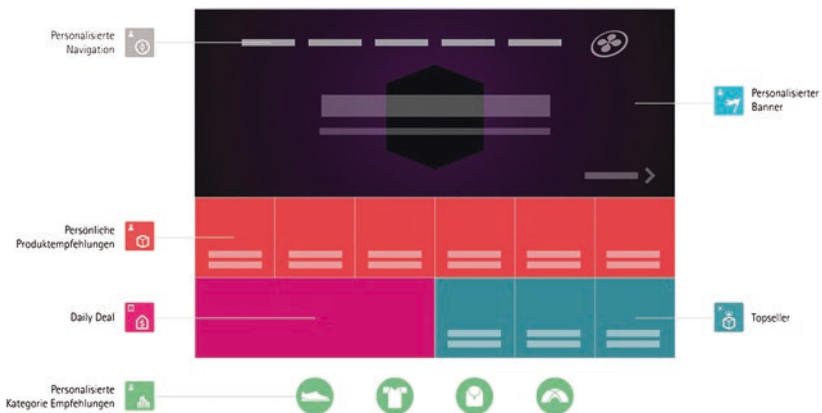 Personalisierte
Navigation
Personalisierter
Banner
Persönliche
Produktempfehlungen
Daily Deal
Topseller
Personalisierte
Kategorie Empfehlungen